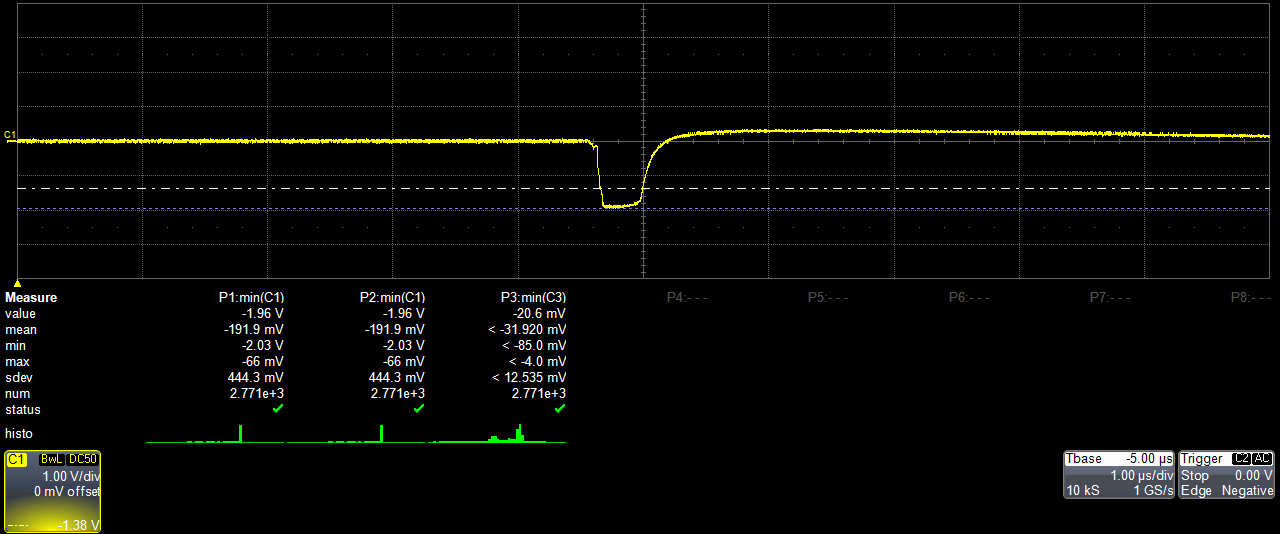 C1
Measure P1:min(C1) P2:min(C1) P3:min(C3) P4:- - - P5:- - - P6:- - - P7:- - - P8:- - -
value -1.96 V -1.96 V -20.6 mV
mean -191.9 mV -191.9 mV < -31.920 mV
min -2.03 V -2.03 V < -85.0 mV
max -66 mV -66 mV < -4.0 mV
sdev 444.3 mV 444.3 mV < 12.535 mV
num 2.771e+3 2.771e+3 2.771e+3
status
histo
C1 BwL DC50
1.00 V/div
0 mV offset
-1.38 V
Tbase -5.00 µs
1.00 µs/div
10 kS 1 GS/s
Trigger C2 AC
Stop 0.00 V
Edge Negative